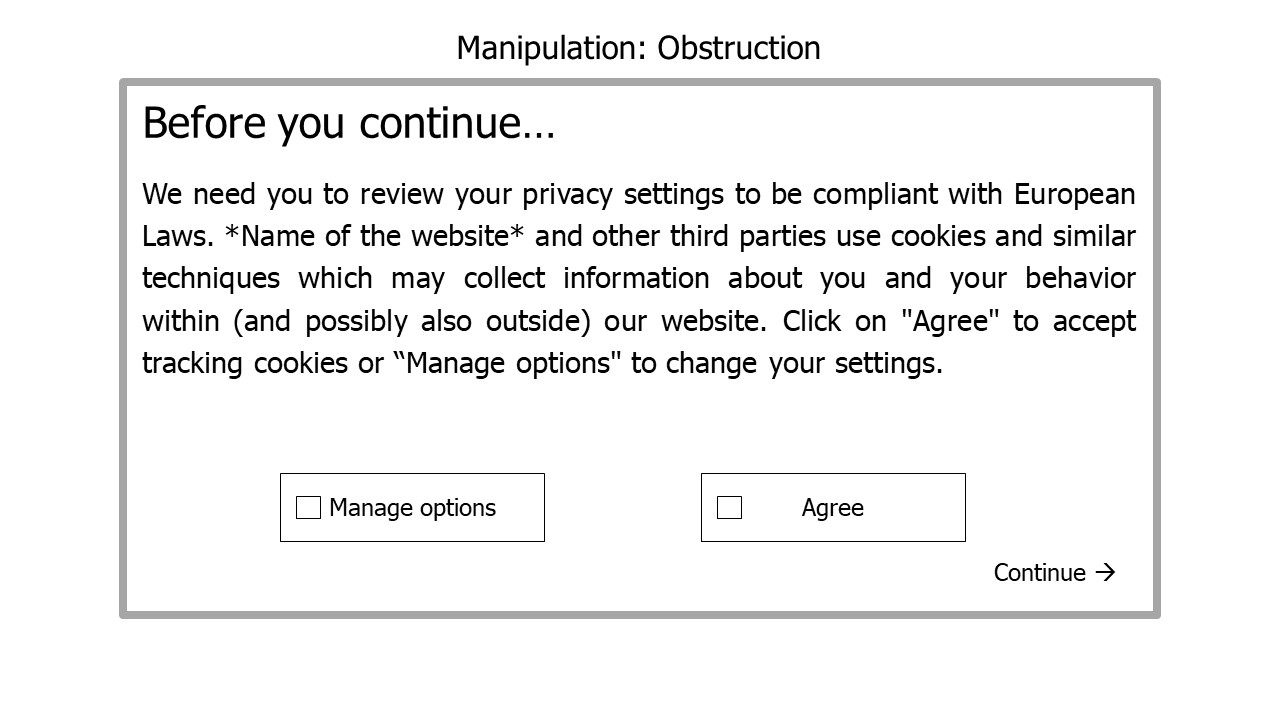 Manipulation: Obstruction
Before you continue…
We need you to review your privacy settings to be compliant with European
Laws. *Name of the website* and other third parties use cookies and similar
techniques which may collect information about you and your behavior
within (and possibly also outside) our website. Click on "Agree" to accept
tracking cookies or “Manage options" to change your settings.
Manage options
Agree
Continue →